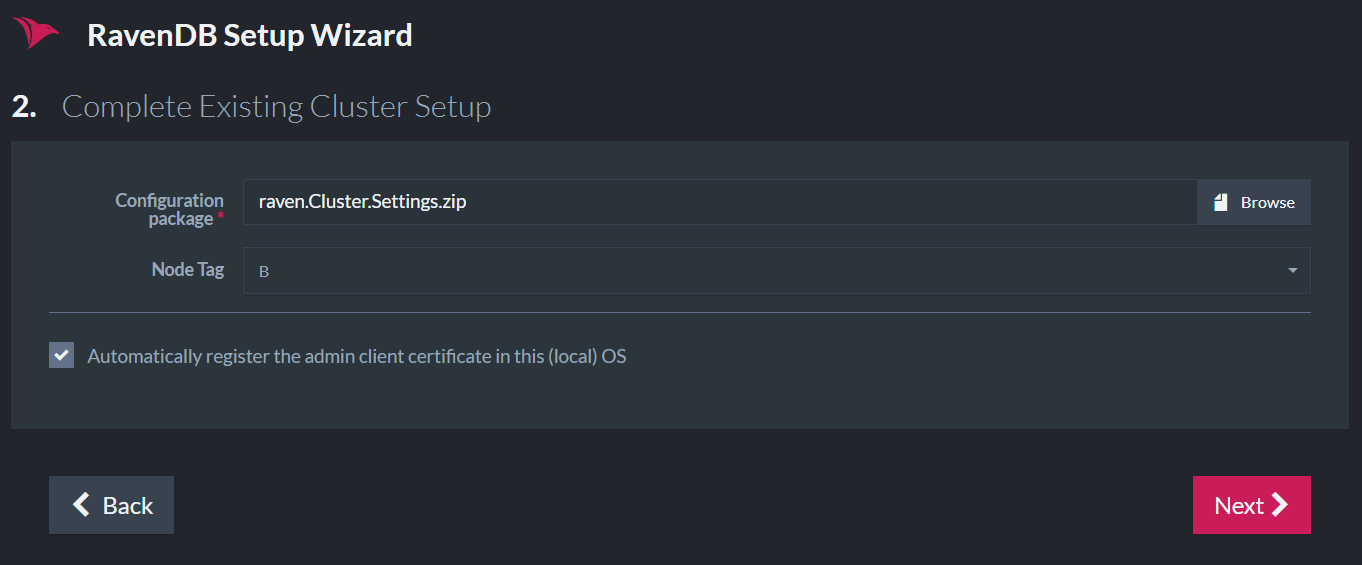 RavenDB Setup Wizard
2. Complete Existing Cluster Setup
Configuration
package *
raven.Cluster.Settings.zip
Browse
Node Tag
B
Automatically register the admin client certificate in this (local) OS
Back
Next